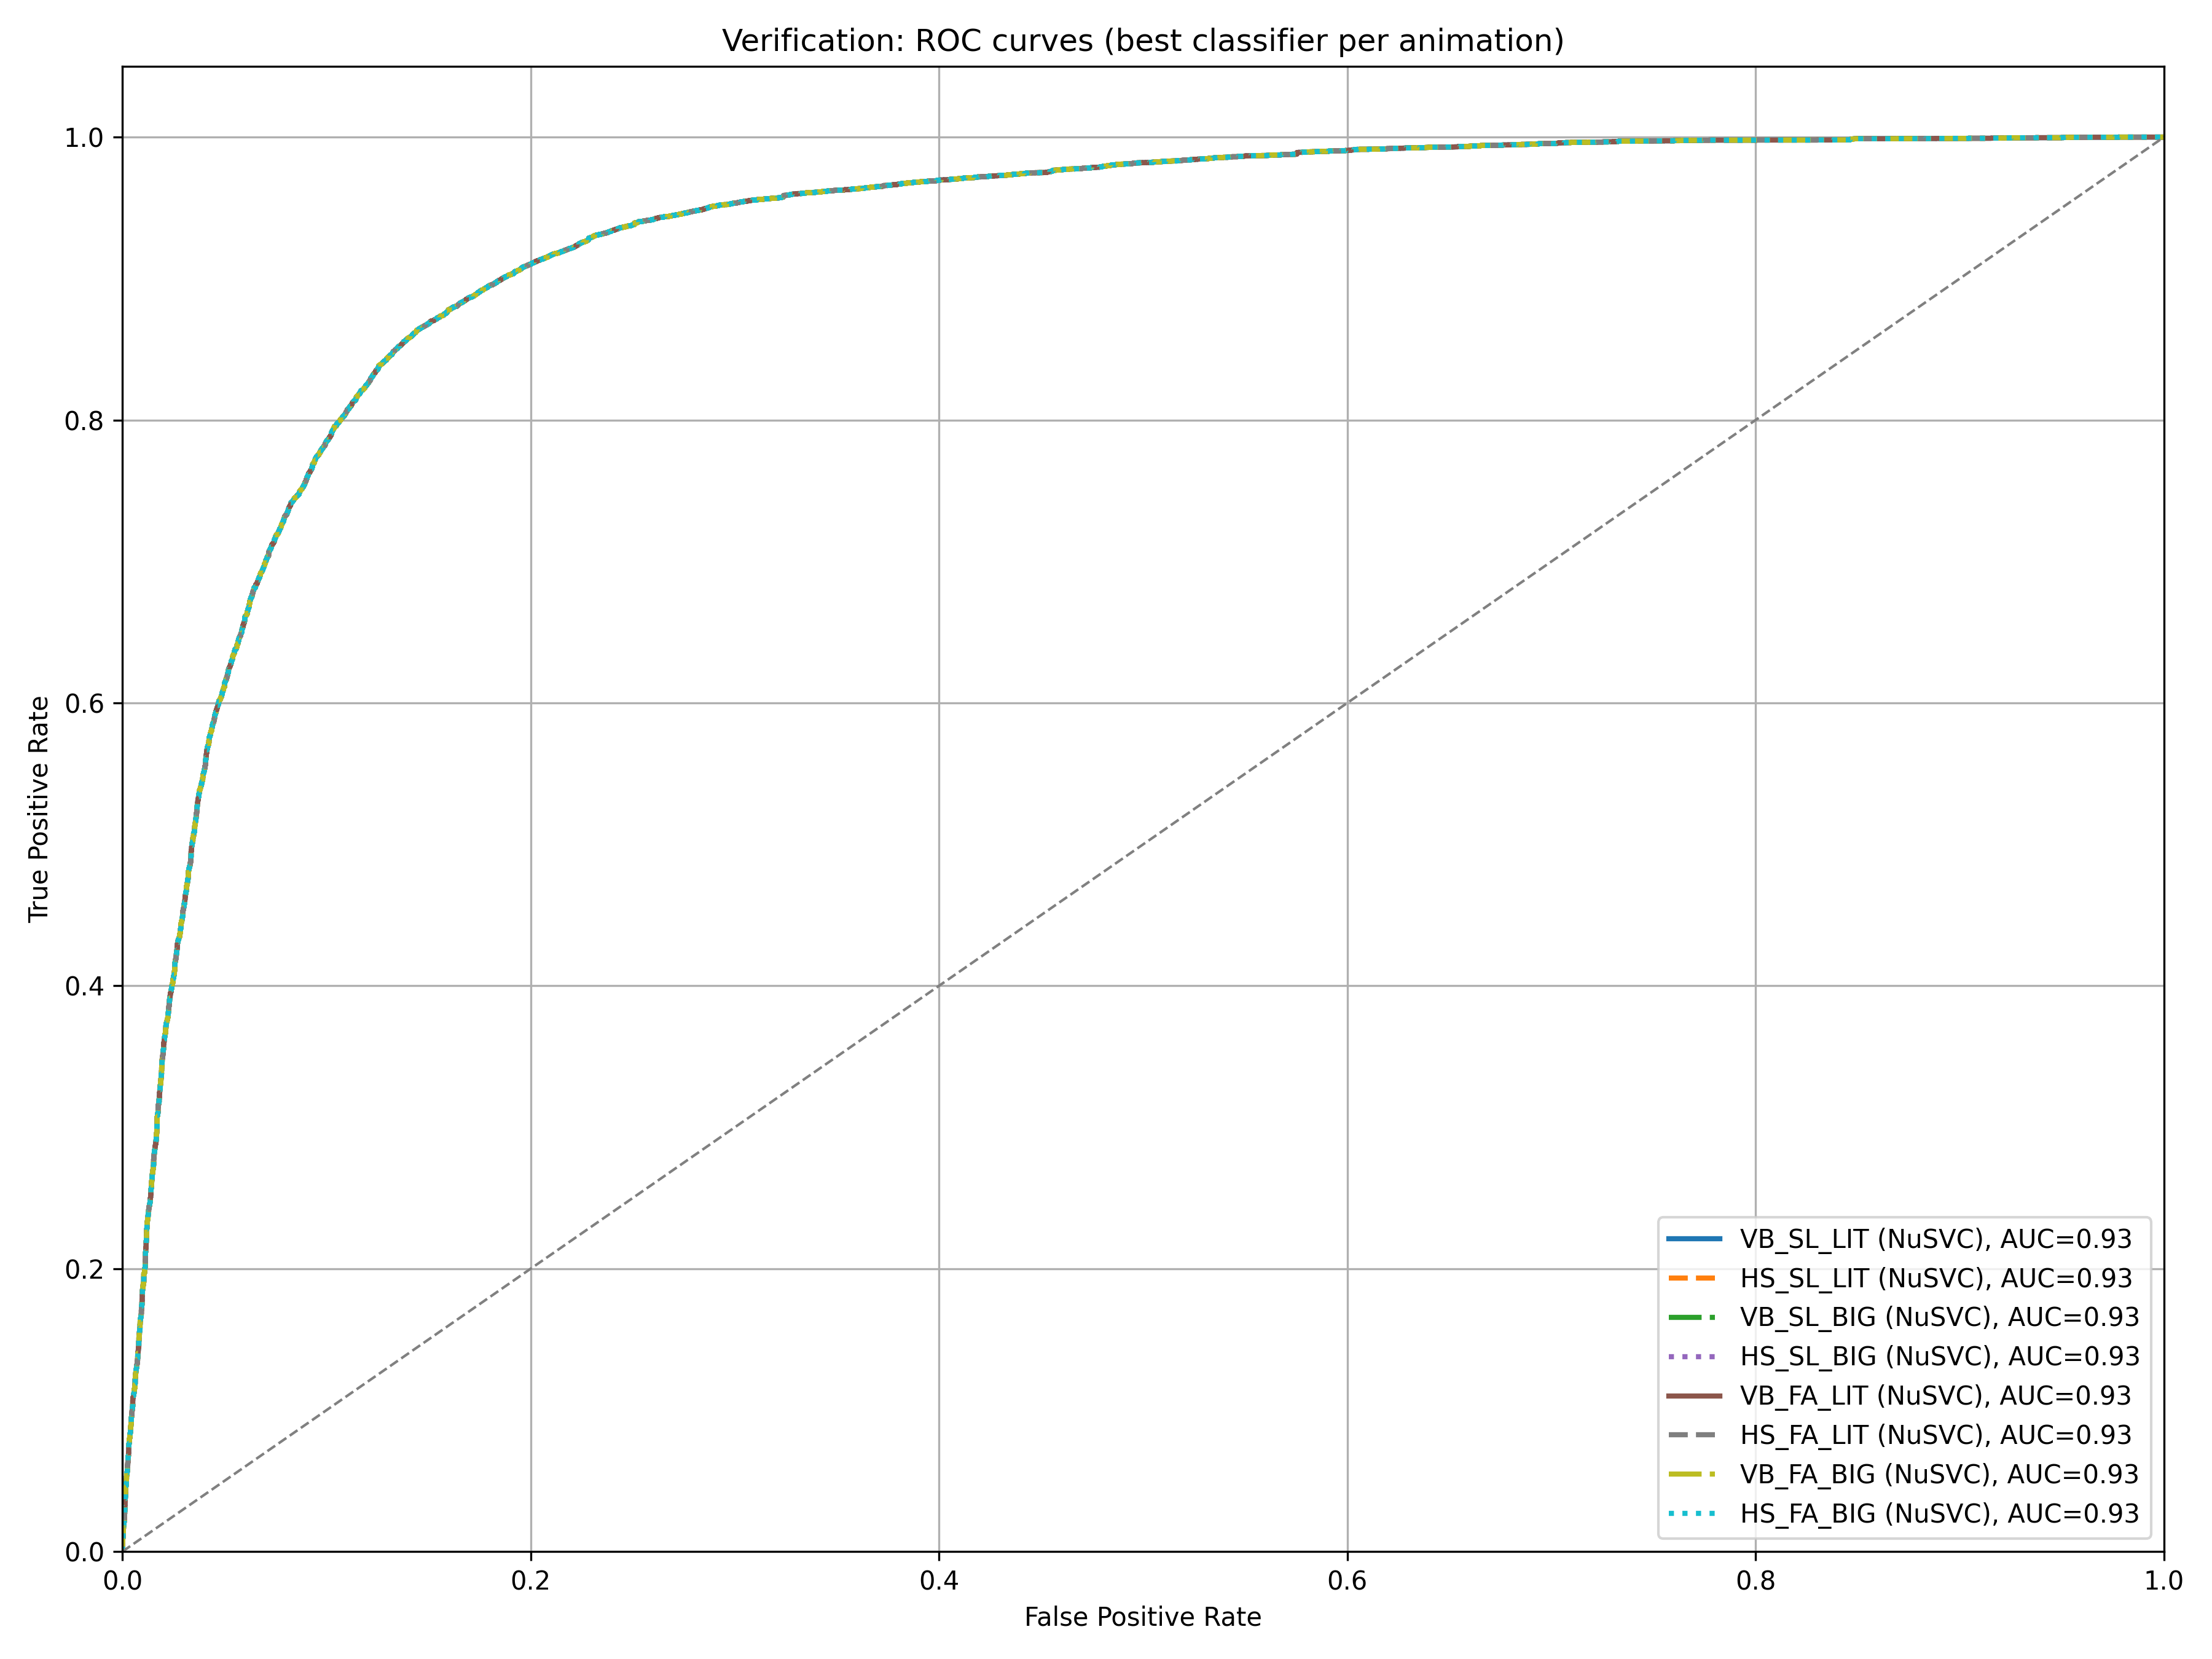 Verification: ROC curves (best classifier per animation)
1.0
0.8
0.6
0.4
0.2
0.0
True Positive Rate
0.0 0.2 0.4 0.6 0.8 1.0
False Positive Rate
VB_SL_LIT (NuSVC), AUC=0.93
HS_SL_LIT (NuSVC), AUC=0.93
VB_SL_BIG (NuSVC), AUC=0.93
HS_SL_BIG (NuSVC), AUC=0.93
VB_FA_LIT (NuSVC), AUC=0.93
HS_FA_LIT (NuSVC), AUC=0.93
VB_FA_BIG (NuSVC), AUC=0.93
HS_FA_BIG (NuSVC), AUC=0.93